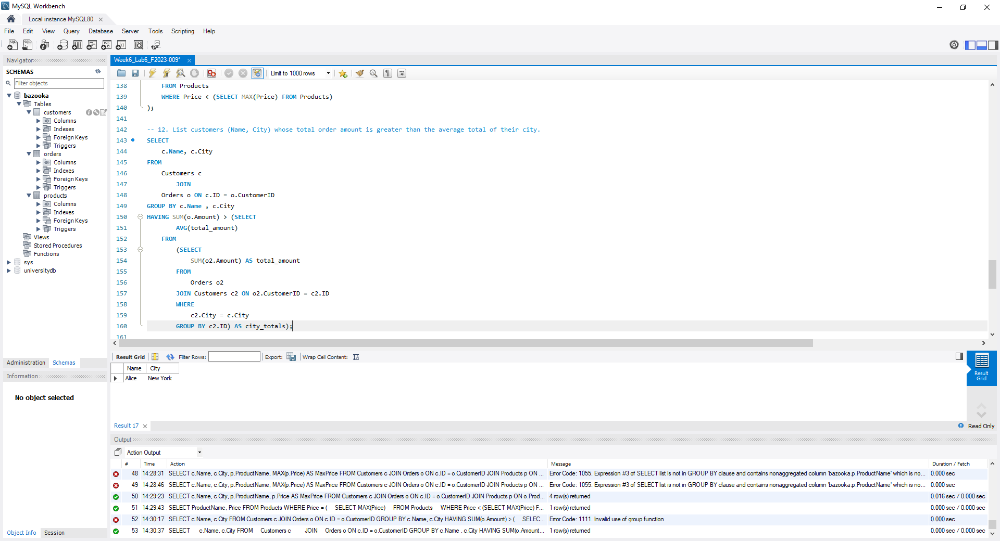 MySQL Workbench
Local instance MySQL80
File Edit View Query Database Server Tools Scripting Help
Navigator
SCHEMAS
Filter objects
bazooka
Tables
customers
Columns
Indexes
Foreign Keys
Triggers
orders
Columns
Indexes
Foreign Keys
Triggers
products
Columns
Indexes
Foreign Keys
Triggers
Views
Stored Procedures
Functions
sys
universitydb
Administration Schemas
Information
No object selected
Object Info Session
Week6_Lab6_F2023-009*
Limit to 1000 rows
138 FROM Products
139 WHERE Price < (SELECT MAX(Price) FROM Products)
140 );
141
142 -- 12. List customers (Name, City) whose total order amount is greater than the average total of their city.
143 SELECT
144 c.Name, c.City
145 FROM
146 Customers c
147 JOIN
148 Orders o ON c.ID = o.CustomerID
149 GROUP BY c.Name , c.City
150 HAVING SUM(o.Amount) > (SELECT
151 AVG(total_amount)
152 FROM
153 (SELECT
154 SUM(o2.Amount) AS total_amount
155 FROM
156 Orders o2
157 JOIN Customers c2 ON o2.CustomerID = c2.ID
158 WHERE
159 c2.City = c.City
160 GROUP BY c2.ID) AS city_totals);
161
Result Grid Filter Rows: Export: Wrap Cell Content:
Name City
Alice New York
Result Grid
Result 17
Read Only
Output
Action Output
# Time Action Message Duration / Fetch
48 14:28:31 SELECT c.Name, c.City, p.ProductName, MAX(p.Price) AS MaxPrice FROM Customers c JOIN Orders o ON c.ID = o.CustomerID JOIN Products p ON ... Error Code: 1055. Expression #3 of SELECT list is not in GROUP BY clause and contains nonaggregated column 'bazooka.p.ProductName' which is no... 0.000 sec
49 14:28:46 SELECT c.Name, c.City, p.ProductName, MAX(p.Price) AS MaxPrice FROM Customers c JOIN Orders o ON c.ID = o.CustomerID JOIN Products p ON ... Error Code: 1055. Expression #3 of SELECT list is not in GROUP BY clause and contains nonaggregated column 'bazooka.p.ProductName' which is no... 0.000 sec
50 14:29:23 SELECT c.Name, c.City, p.ProductName, p.Price AS MaxPrice FROM Customers c JOIN Orders o ON c.ID = o.CustomerID JOIN Products p ON o.Prod... 4 row(s) returned 0.016 sec / 0.000 sec
51 14:29:43 SELECT ProductName, Price FROM Products WHERE Price = ( SELECT MAX(Price) FROM Products WHERE Price < (SELECT MAX(Price) F... 1 row(s) returned 0.000 sec / 0.000 sec
52 14:30:17 SELECT c.Name, c.City FROM Customers c JOIN Orders o ON c.ID = o.CustomerID GROUP BY c.Name, c.City HAVING SUM(o.Amount) > ( SELEC... Error Code: 1111. Invalid use of group function 0.000 sec
53 14:30:37 SELECT c.Name, c.City FROM Customers c JOIN Orders o ON c.ID = o.CustomerID GROUP BY c.Name , c.City HAVING SUM(o.Amount... 1 row(s) returned 0.000 sec / 0.000 sec